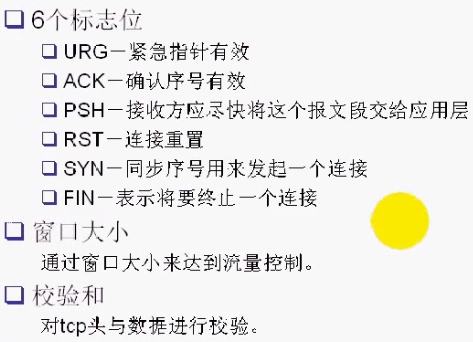 6个标志位
URG－紧急指针有效
ACK－确认序号有效
PSH－接收方应尽快将这个报文段交给应用层
RST－连接重置
SYN－同步序号用来发起一个连接
FIN－表示将要终止一个连接
窗口大小
通过窗口大小来达到流量控制。
校验和
对tcp头与数据进行校验。